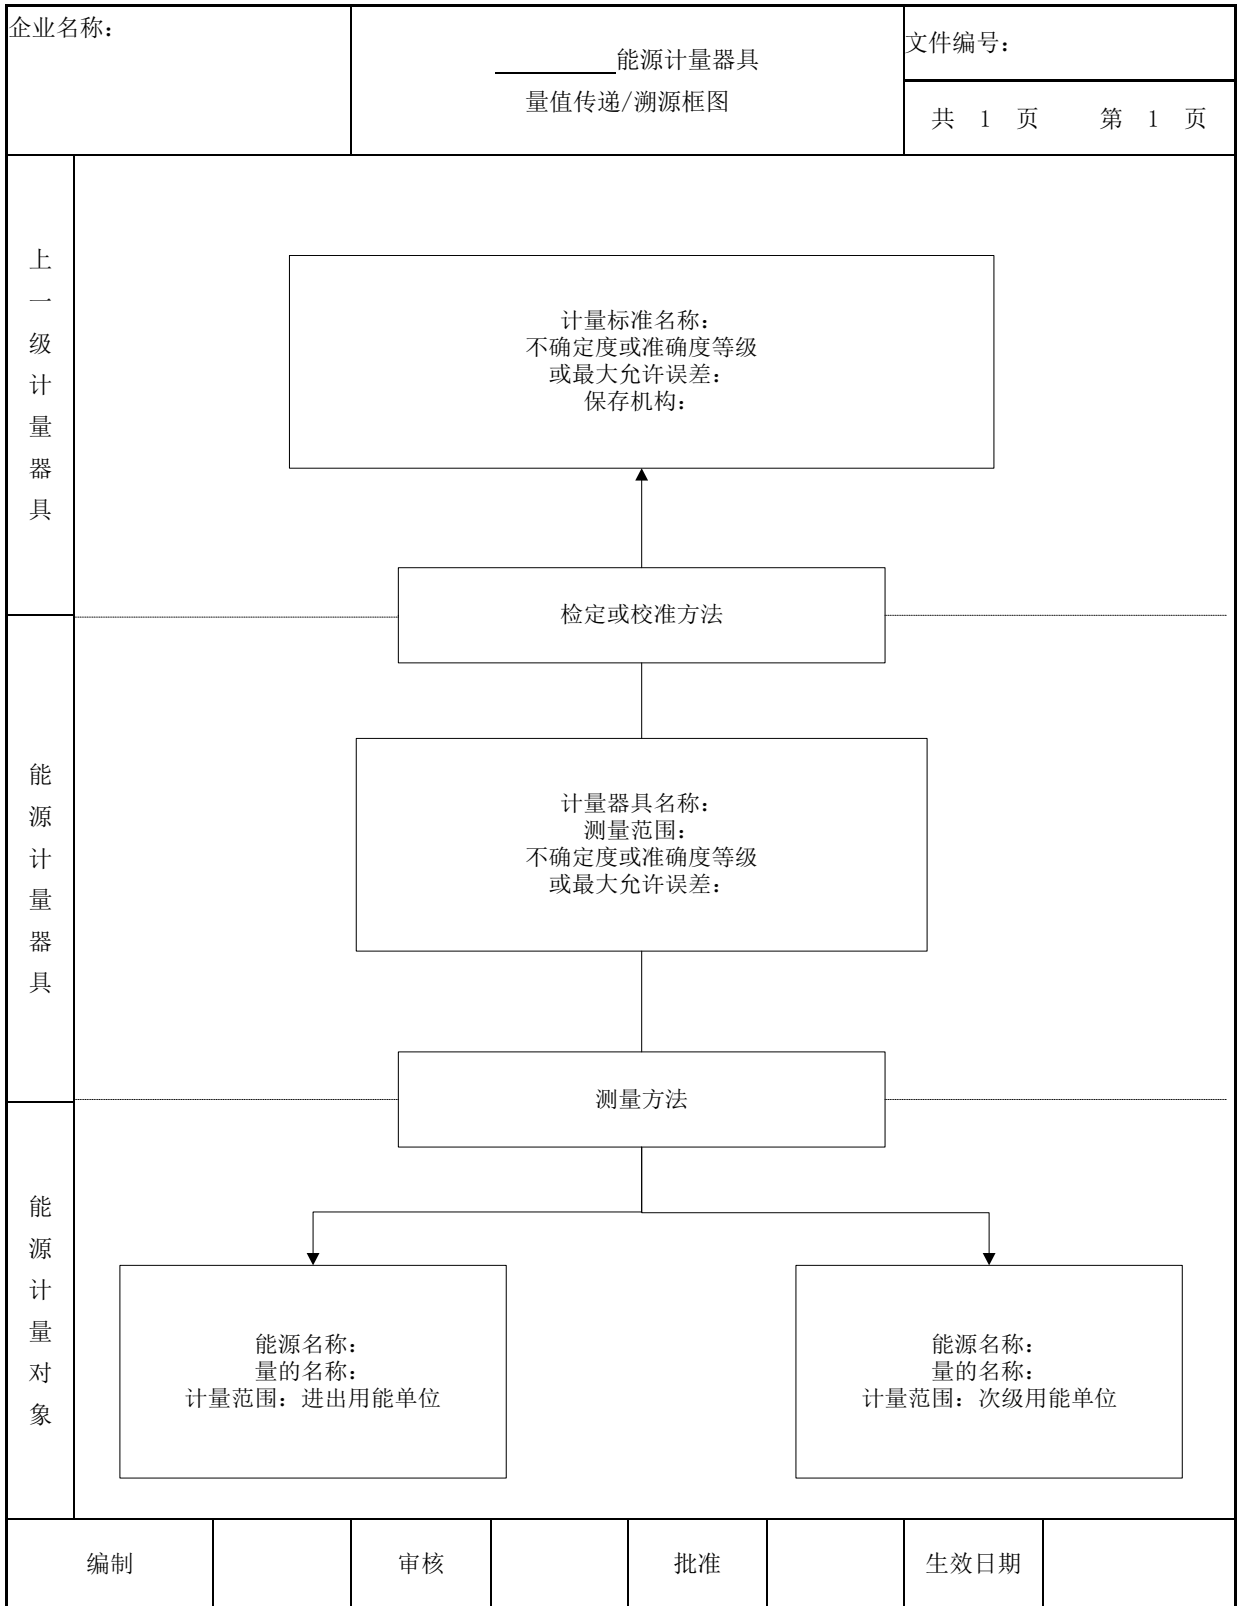 企业名称：
________能源计量器具
量值传递/溯源框图
文件编号：
共 1 页 第 1 页
上一级计量器具
计量标准名称：
不确定度或准确度等级
或最大允许误差：
保存机构：
检定或校准方法
能源计量器具
计量器具名称：
测量范围：
不确定度或准确度等级
或最大允许误差：
测量方法
能源计量对象
能源名称：
量的名称：
计量范围：进出用能单位
能源名称：
量的名称：
计量范围：次级用能单位
编制 审核 批准 生效日期